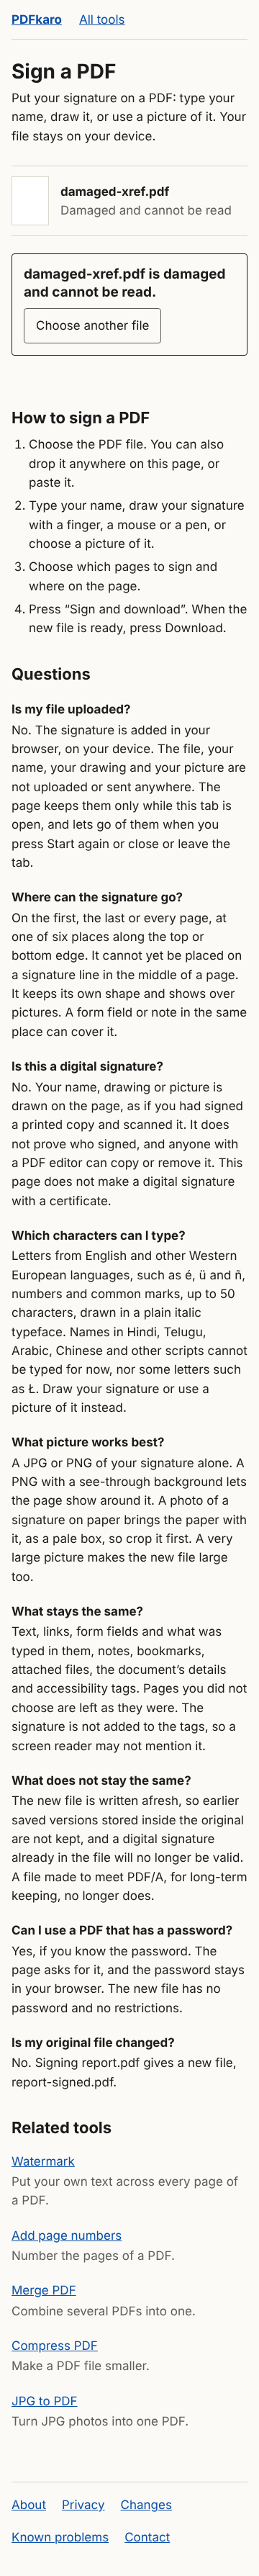 PDFkaro All tools
Sign a PDF
Put your signature on a PDF: type your
name, draw it, or use a picture of it. Your
file stays on your device.
damaged-xref.pdf
Damaged and cannot be read
damaged-xref.pdf is damaged
and cannot be read.
Choose another file
How to sign a PDF
1. Choose the PDF file. You can also
drop it anywhere on this page, or
paste it.
2. Type your name, draw your signature
with a finger, a mouse or a pen, or
choose a picture of it.
3. Choose which pages to sign and
where on the page.
4. Press “Sign and download”. When the
new file is ready, press Download.
Questions
Is my file uploaded?
No. The signature is added in your
browser, on your device. The file, your
name, your drawing and your picture are
not uploaded or sent anywhere. The
page keeps them only while this tab is
open, and lets go of them when you
press Start again or close or leave the
tab.
Where can the signature go?
On the first, the last or every page, at
one of six places along the top or
bottom edge. It cannot yet be placed on
a signature line in the middle of a page.
It keeps its own shape and shows over
pictures. A form field or note in the same
place can cover it.
Is this a digital signature?
No. Your name, drawing or picture is
drawn on the page, as if you had signed
a printed copy and scanned it. It does
not prove who signed, and anyone with
a PDF editor can copy or remove it. This
page does not make a digital signature
with a certificate.
Which characters can I type?
Letters from English and other Western
European languages, such as é, ü and ñ,
numbers and common marks, up to 50
characters, drawn in a plain italic
typeface. Names in Hindi, Telugu,
Arabic, Chinese and other scripts cannot
be typed for now, nor some letters such
as Ł. Draw your signature or use a
picture of it instead.
What picture works best?
A JPG or PNG of your signature alone. A
PNG with a see-through background lets
the page show around it. A photo of a
signature on paper brings the paper with
it, as a pale box, so crop it first. A very
large picture makes the new file large
too.
What stays the same?
Text, links, form fields and what was
typed in them, notes, bookmarks,
attached files, the document’s details
and accessibility tags. Pages you did not
choose are left as they were. The
signature is not added to the tags, so a
screen reader may not mention it.
What does not stay the same?
The new file is written afresh, so earlier
saved versions stored inside the original
are not kept, and a digital signature
already in the file will no longer be valid.
A file made to meet PDF/A, for long-term
keeping, no longer does.
Can I use a PDF that has a password?
Yes, if you know the password. The
page asks for it, and the password stays
in your browser. The new file has no
password and no restrictions.
Is my original file changed?
No. Signing report.pdf gives a new file,
report-signed.pdf.
Related tools
Watermark
Put your own text across every page of
a PDF.
Add page numbers
Number the pages of a PDF.
Merge PDF
Combine several PDFs into one.
Compress PDF
Make a PDF file smaller.
JPG to PDF
Turn JPG photos into one PDF.
About Privacy Changes
Known problems Contact